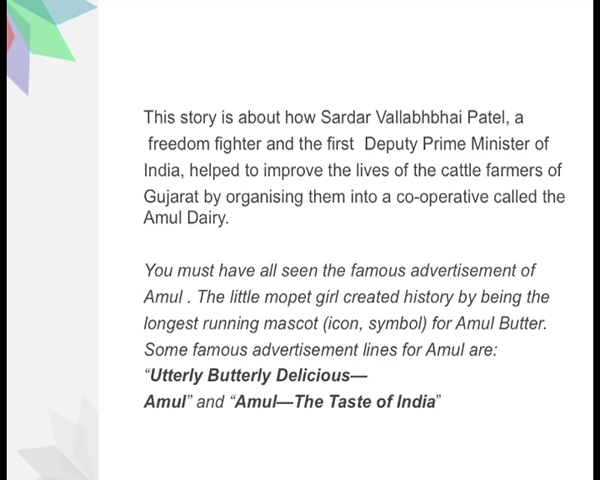 This story is about how Sardar Vallabhbhai Patel, a
freedom fighter and the first  Deputy Prime Minister of
India, helped to improve the lives of the cattle farmers of
Gujarat by organising them into a co-operative called the
Amul Dairy.
You must have all seen the famous advertisement of
Amul . The little mopet girl created history by being the
longest running mascot (icon, symbol) for Amul Butter.
Some famous advertisement lines for Amul are:
“Utterly Butterly Delicious—
Amul” and “Amul—The Taste of India”